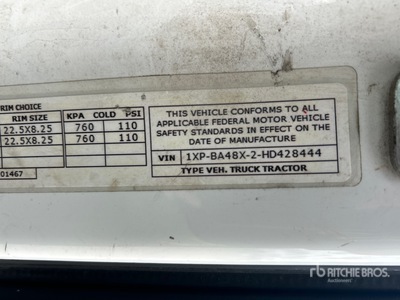 RIM CHOICE
RIM SIZE KPA COLD PSI
22.5X8.25 760 110
22.5X8.25 760 110
01467
THIS VEHICLE CONFORMS TO ALL
APPLICABLE FEDERAL MOTOR VEHICLE
SAFETY STANDARDS IN EFFECT ON THE
DATE OF MANUFACTURE
VIN 1XP-BA48X-2-HD428444
TYPE VEH. TRUCK TRACTOR
rb RITCHIE BROS.
Auctioneers